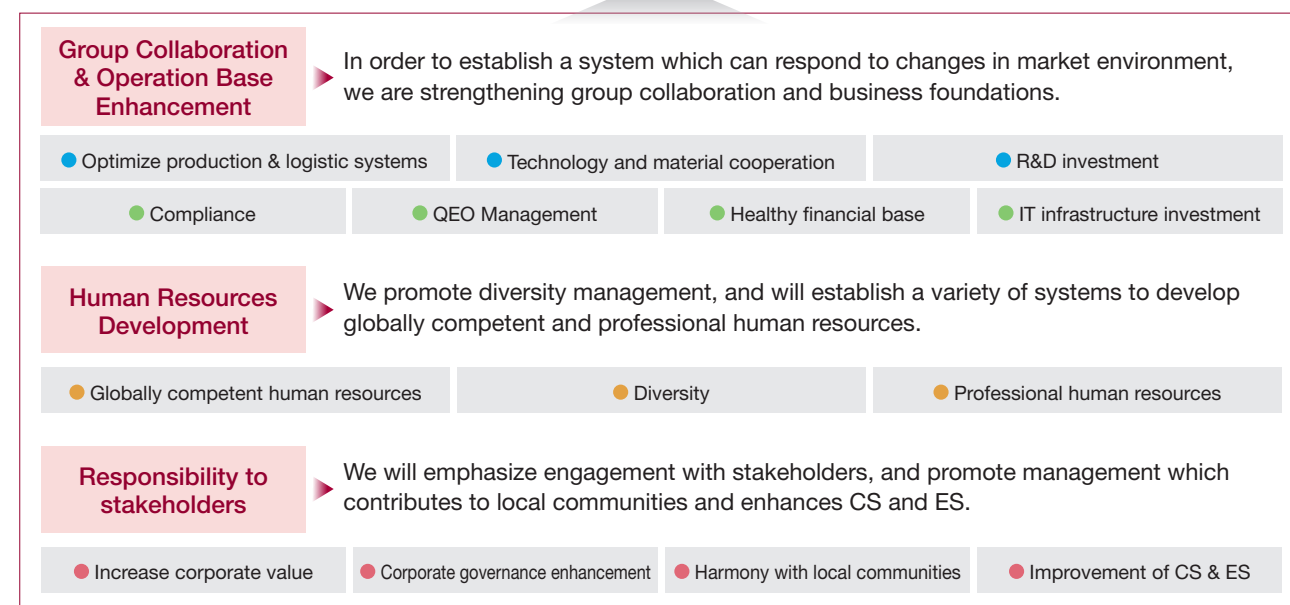 Group Collaboration
& Operation Base
Enhancement
In order to establish a system which can respond to changes in market environment,
we are strengthening group collaboration and business foundations.
Optimize production & logistic systems
Technology and material cooperation
R&D investment
Compliance
QEO Management
Healthy financial base
IT infrastructure investment
Human Resources
Development
We promote diversity management, and will establish a variety of systems to develop
globally competent and professional human resources.
Globally competent human resources
Diversity
Professional human resources
Responsibility to
stakeholders
We will emphasize engagement with stakeholders, and promote management which
contributes to local communities and enhances CS and ES.
Increase corporate value
Corporate governance enhancement
Harmony with local communities
Improvement of CS & ES